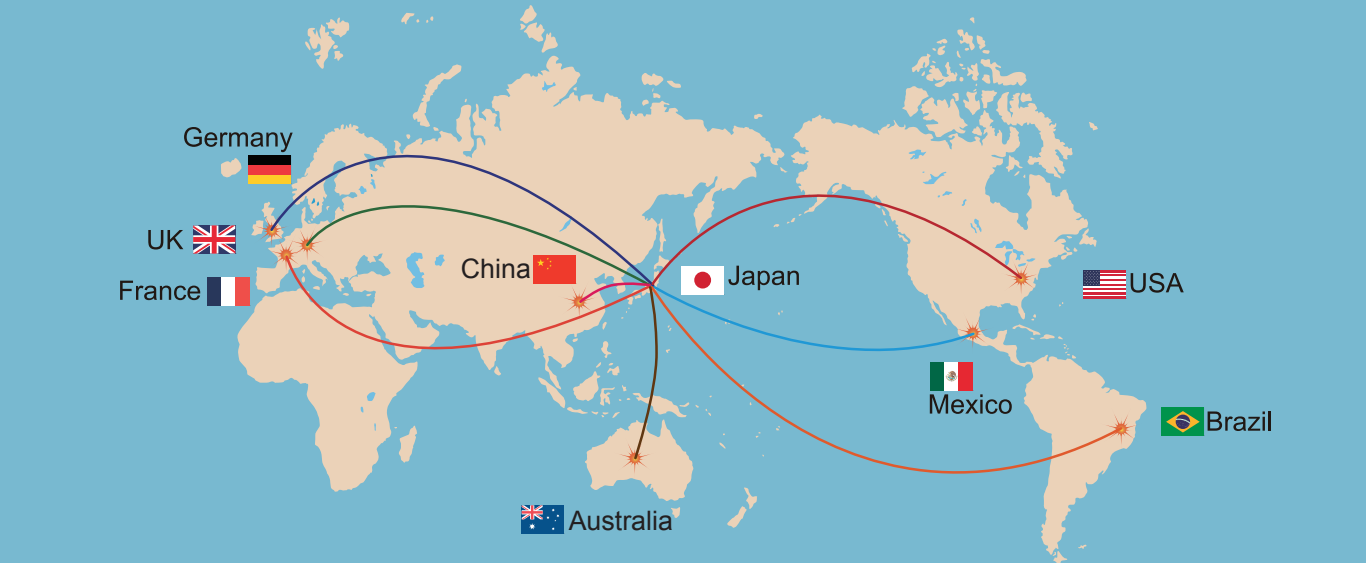 Germany
UK
France
China
Japan
USA
Mexico
Brazil
Australia